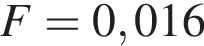 F = 0,016